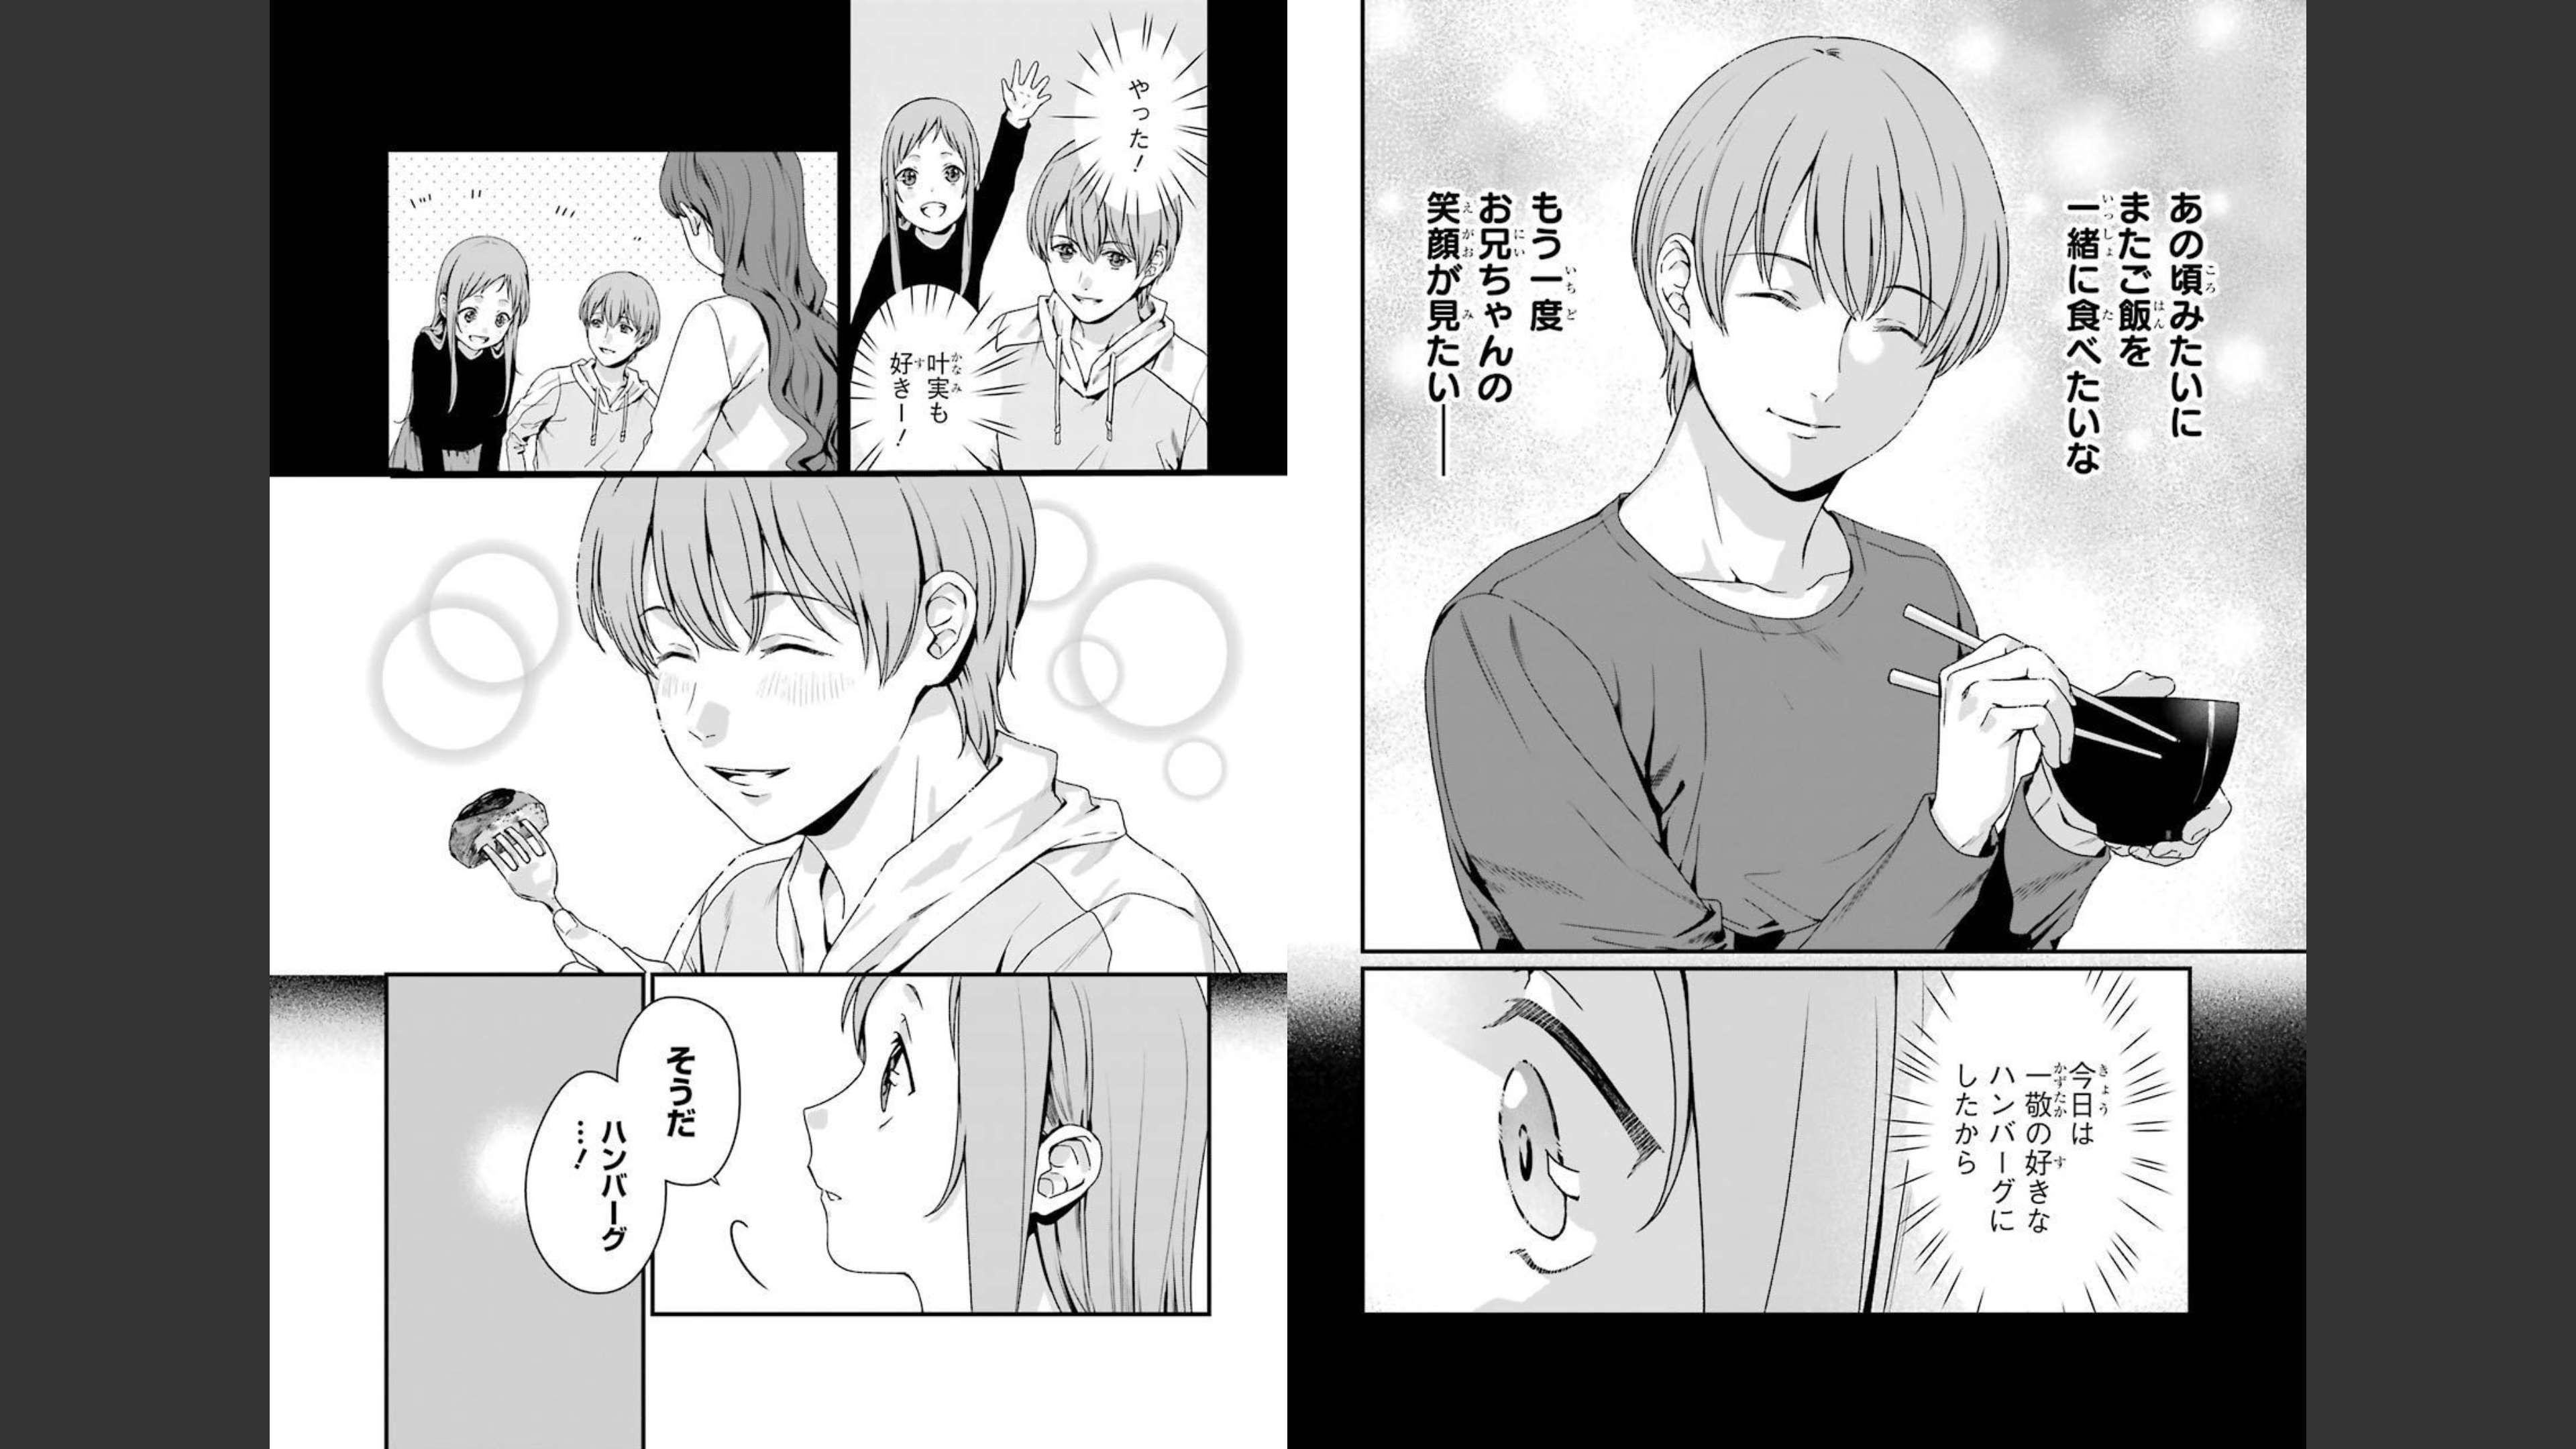 あの頃みたいに
またご飯を
一緒に食べたいな
もう一度
お兄ちゃんの
笑顔が見たい──
今日は
一敬の好きな
ハンバーグに
したから
やった!
叶実も
好きー!
そうだ
ハンバーグ
…!